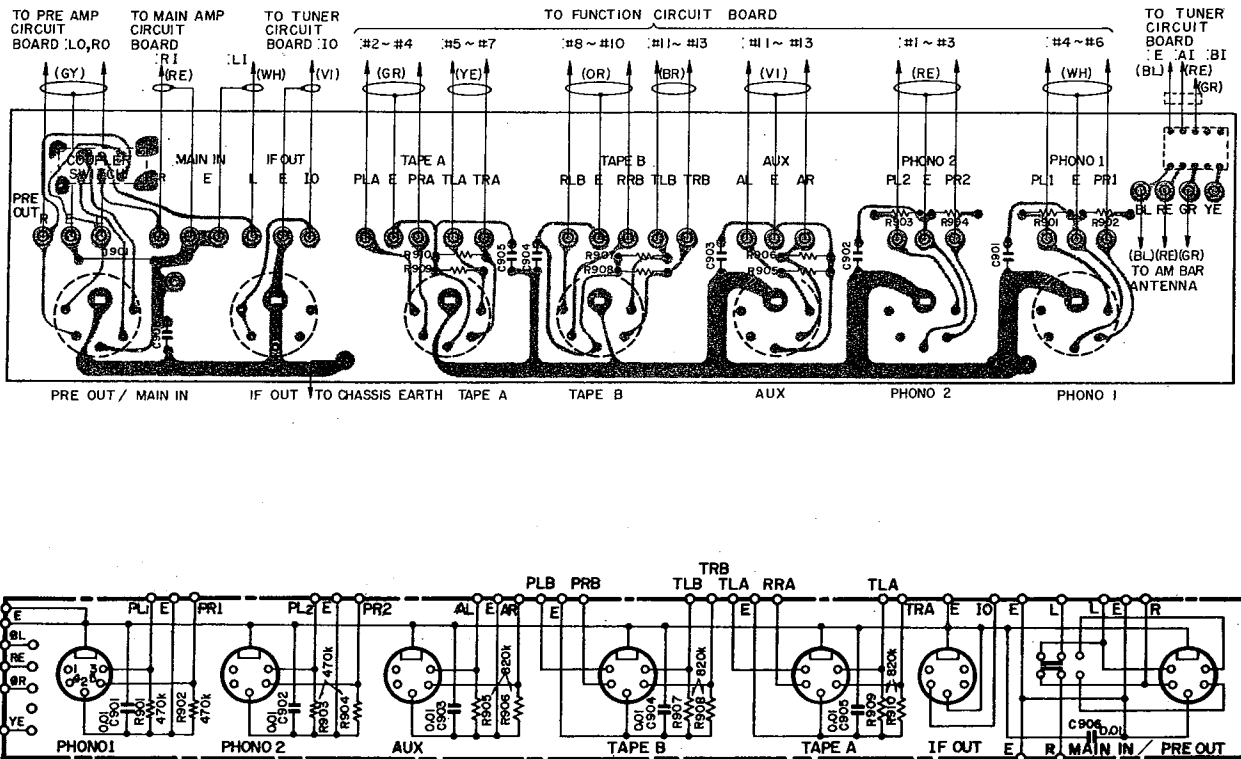 TO PRE AMP
CIRCUIT
BOARD :LO,RO
TO MAIN AMP
CIRCUIT
BOARD
:RI
:LI
TO TUNER
CIRCUIT
BOARD :IO
TO FUNCTION CIRCUIT BOARD
:#2~#4
:#5~#7
:#8~#10
:#11~#13
:#11~#13
:#1~#3
:#4~#6
TO TUNER
CIRCUIT
BOARD
:E :AI :BI
(GY)
(RE)
(WH)
(VI)
(GR)
(YE)
(OR)
(BR)
(VI)
(RE)
(WH)
(BL)
(RE)
(GR)
COUPLER
SWITCH
MAIN IN
IF OUT
TAPE A
TAPE B
AUX
PHONO 2
PHONO 1
PRE
OUT
R
E
R
E
L
E
IO
PLA E PRA TLA TRA
RLB E RRB TLB TRB
AL E AR
PL2 E PR2
PL1 E PR1
BL RE GR YE
R910
R909
C905
C904
R907
R908
C903
R906
R905
C902
R903
R904
C901
R901
R902
(BL)(RE)(GR)
TO AM BAR
ANTENNA
PRE OUT / MAIN IN
IF OUT
TO CHASSIS EARTH
TAPE A
TAPE B
AUX
PHONO 2
PHONO 1
E
BL
RE
YE
PL1 E PR1
PL2 E PR2
AL E AR
PLB
E
PRB
TLB
TRB
TLA
E
RRA
TLA
TRA E IO E L L E R
1 3
4 2 5
0.01
C901
R901
470k
R902
470k
0.01
C902
R903
470k
R904
0.01
C903
R905
R906
820k
0.01
C904
R907
R908
820k
0.01
C905
R909
R910
820k
C906
0.01
PHONO1
PHONO 2
AUX
TAPE B
TAPE A
IF OUT
E
R
MAIN IN / PRE OUT